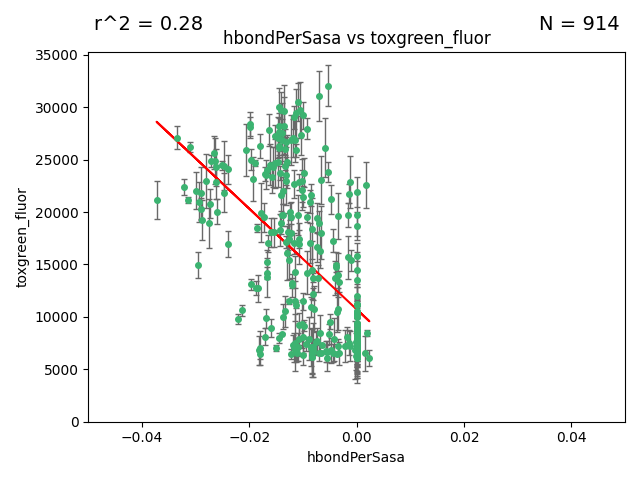 r^2 = 0.28
N = 914
hbondPerSasa vs toxgreen_fluor
35000
30000
25000
20000
15000
10000
5000
0
toxgreen_fluor
−0.04
−0.02
0.00
0.02
0.04
hbondPerSasa